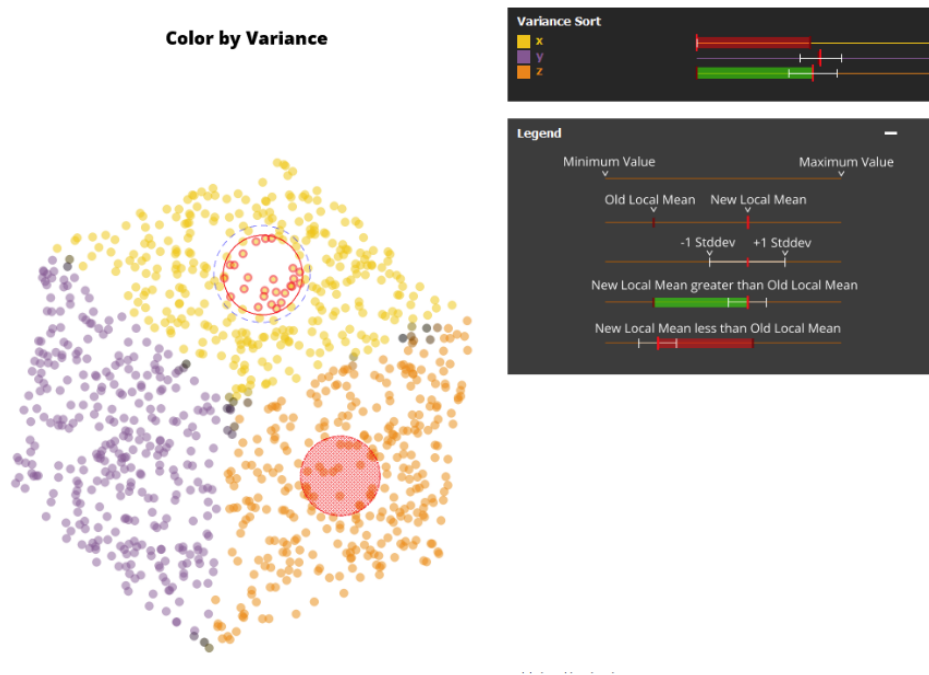 Color by Variance
Variance Sort
x
y
z
Legend
Minimum Value Maximum Value
Old Local Mean New Local Mean
-1 Stddev +1 Stddev
New Local Mean greater than Old Local Mean
New Local Mean less than Old Local Mean